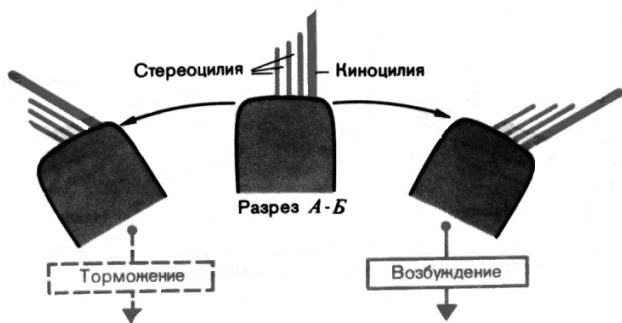 Стереоцилия
Киноцилия
Разрез А-Б
Торможение
Возбуждение